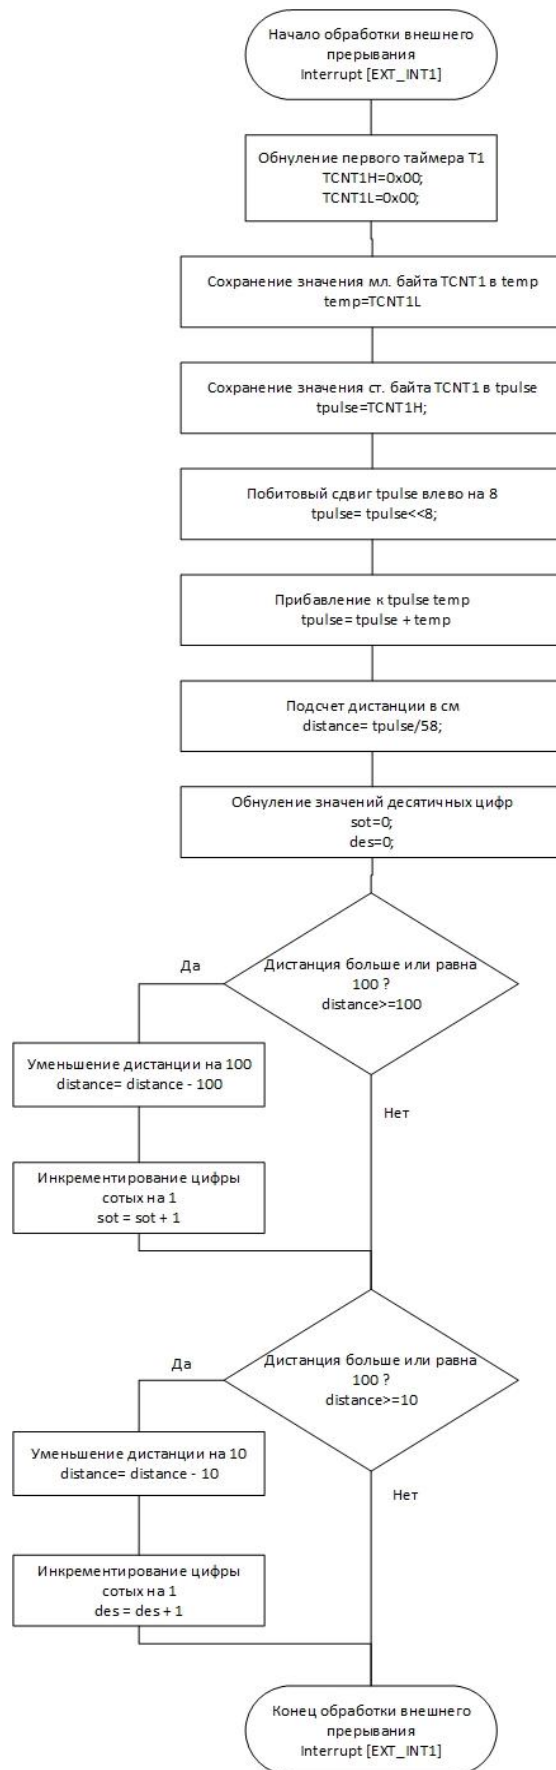 Начало обработки внешнего
прерывания
Interrupt [EXT_INT1]
Обнуление первого таймера T1
TCNT1H=0x00;
TCNT1L=0x00;
Сохранение значения мл. байта TCNT1 в temp
temp=TCNT1L
Сохранение значения ст. байта TCNT1 в tpulse
tpulse=TCNT1H;
Побитовый сдвиг tpulse влево на 8
tpulse= tpulse<<8;
Прибавление к tpulse temp
tpulse= tpulse + temp
Подсчет дистанции в см
distance= tpulse/58;
Обнуление значений десятичных цифр
sot=0;
des=0;
Дистанция больше или равна
100 ?
distance>=100
Да
Уменьшение дистанции на 100
distance= distance - 100
Нет
Инкрементирование цифры
сотых на 1
sot = sot + 1
Дистанция больше или равна
100 ?
distance>=10
Да
Уменьшение дистанции на 10
distance= distance - 10
Нет
Инкрементирование цифры
сотых на 1
des = des + 1
Конец обработки внешнего
прерывания
Interrupt [EXT_INT1]